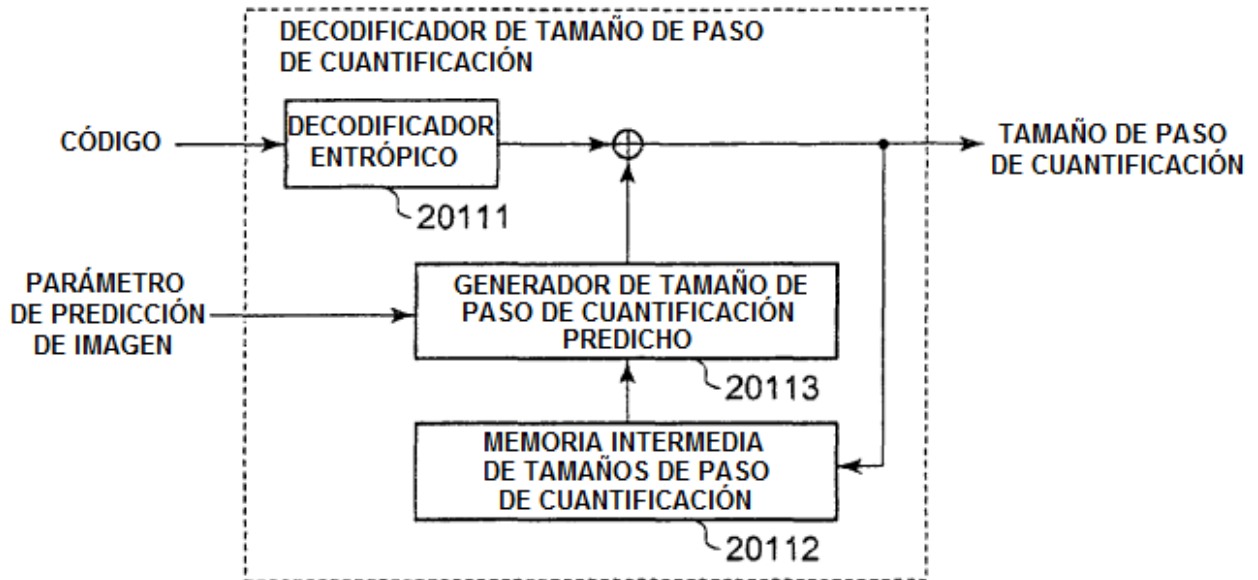 DECODIFICADOR DE TAMAÑO DE PASO
DE CUANTIFICACIÓN
CÓDIGO
DECODIFICADOR
ENTRÓPICO
20111
TAMAÑO DE PASO
DE CUANTIFICACIÓN
PARÁMETRO
DE PREDICCIÓN
DE IMAGEN
GENERADOR DE TAMAÑO DE
PASO DE CUANTIFICACIÓN
PREDICHO
20113
MEMORIA INTERMEDIA
DE TAMAÑOS DE PASO
DE CUANTIFICACIÓN
20112